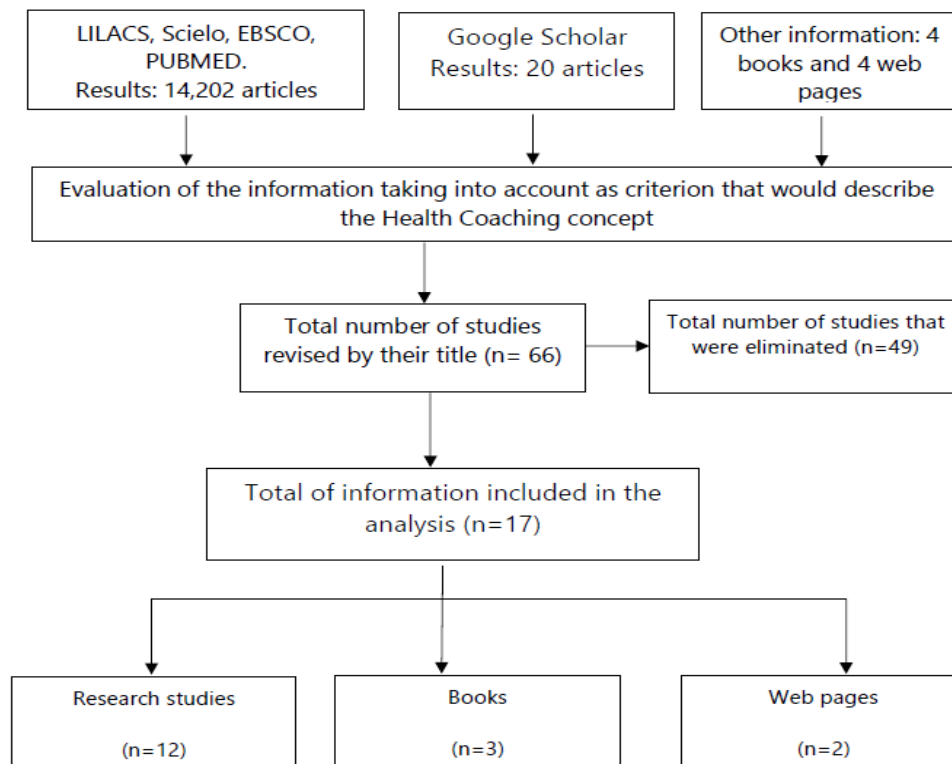 LILACS, Scielo, EBSCO,
PUBMED.
Results: 14,202 articles
Google Scholar
Results: 20 articles
Other information: 4
books and 4 web
pages
Evaluation of the information taking into account as criterion that would describe
the Health Coaching concept
Total number of studies
revised by their title (n= 66)
Total number of studies that
were eliminated (n=49)
Total of information included in the
analysis (n=17)
Research studies
(n=12)
Books
(n=3)
Web pages
(n=2)